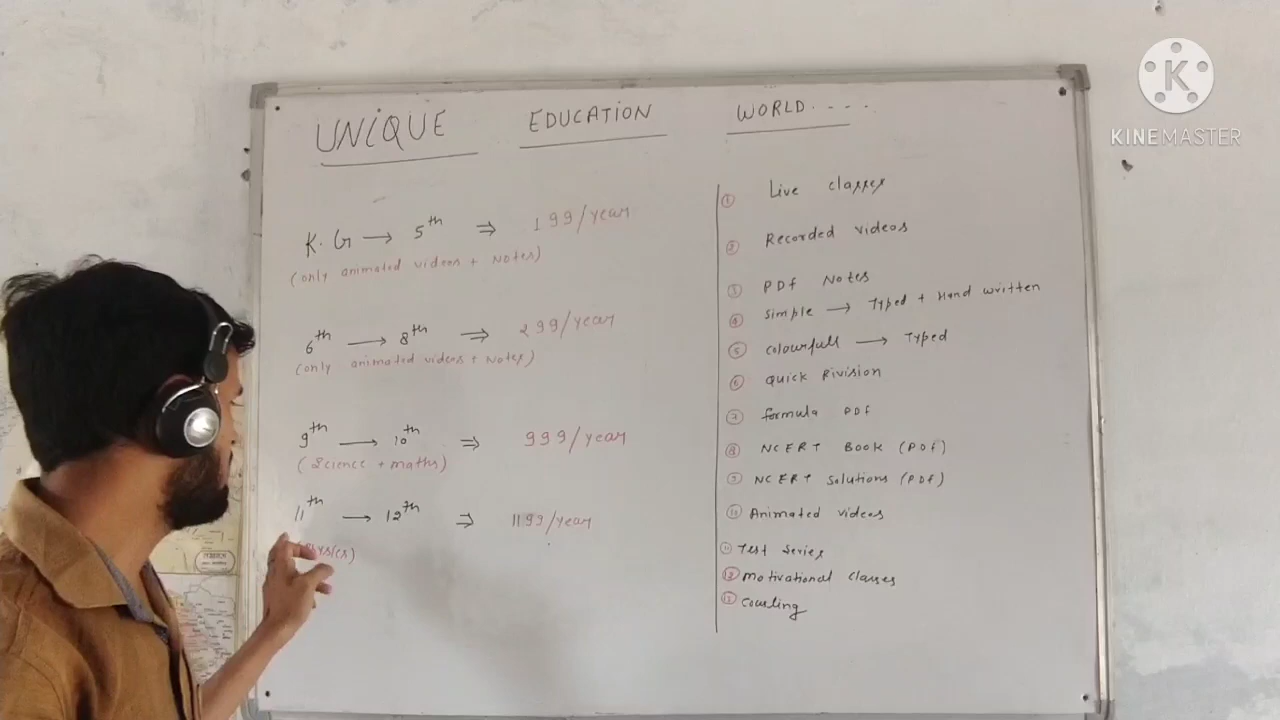 UNiQUE EDUCATiON WORLD....
K.G → 5th ⇒ 199/year
(only animated videos + Notes)
6th → 8th ⇒ 299/year
(only animated videos + Notes)
9th → 10th ⇒ 999/year
(Science + maths)
11th → 12th ⇒ 1199/year
Physics)
① Live classes
② Recorded videos
③ PDf Notes
④ Simple → Typed + Hand written
⑤ Colourfull → Typed
⑥ Quick Rivision
⑦ formula PDf
⑧ NCERT Book (PDf)
⑨ NCERT Solutions (PDf)
⑩ Animated videos
⑪ Test Series
⑫ Motivational Classes
⑬
K
KINEMASTER